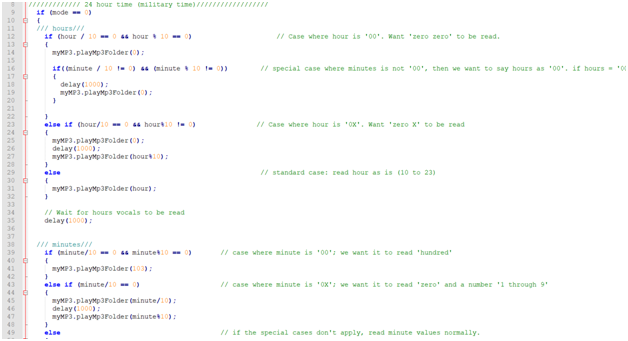 8 ///////////// 24 hour time (military time)//////////////////
9 if (mode == 0)
10 {
11 /// hours///
12 if (hour / 10 == 0 && hour % 10 == 0) // Case where hour is '00'. Want 'zero zero' to be read.
13 {
14 myMP3.playMp3Folder(0);
15
16 if((minute / 10 != 0) && (minute % 10 != 0)) // special case where minutes is not '00', then we want to say hours as '00'. if hours = '00
17 {
18 delay(1000);
19 myMP3.playMp3Folder(0);
20 }
21
22 }
23 else if (hour/10 == 0 && hour%10 != 0) // Case where hour is '0X'. Want 'zero X' to be read
24 {
25 myMP3.playMp3Folder(0);
26 delay(1000);
27 myMP3.playMp3Folder(hour%10);
28 }
29 else // standard case: read hour as is (10 to 23)
30 {
31 myMP3.playMp3Folder(hour);
32 }
33
34 // Wait for hours vocals to be read
35 delay(1000);
36
37
38 /// minutes///
39 if (minute/10 == 0 && minute%10 == 0) // case where minute is '00'; we want it to read 'hundred'
40 {
41 myMP3.playMp3Folder(103);
42 }
43 else if (minute/10 == 0) // case where minute is '0X'; we want it to read 'zero' and a number '1 through 9'
44 {
45 myMP3.playMp3Folder(minute/10);
46 delay(1000);
47 myMP3.playMp3Folder(minute%10);
48 }
49 else // if the special cases don't apply, read minute values normally.